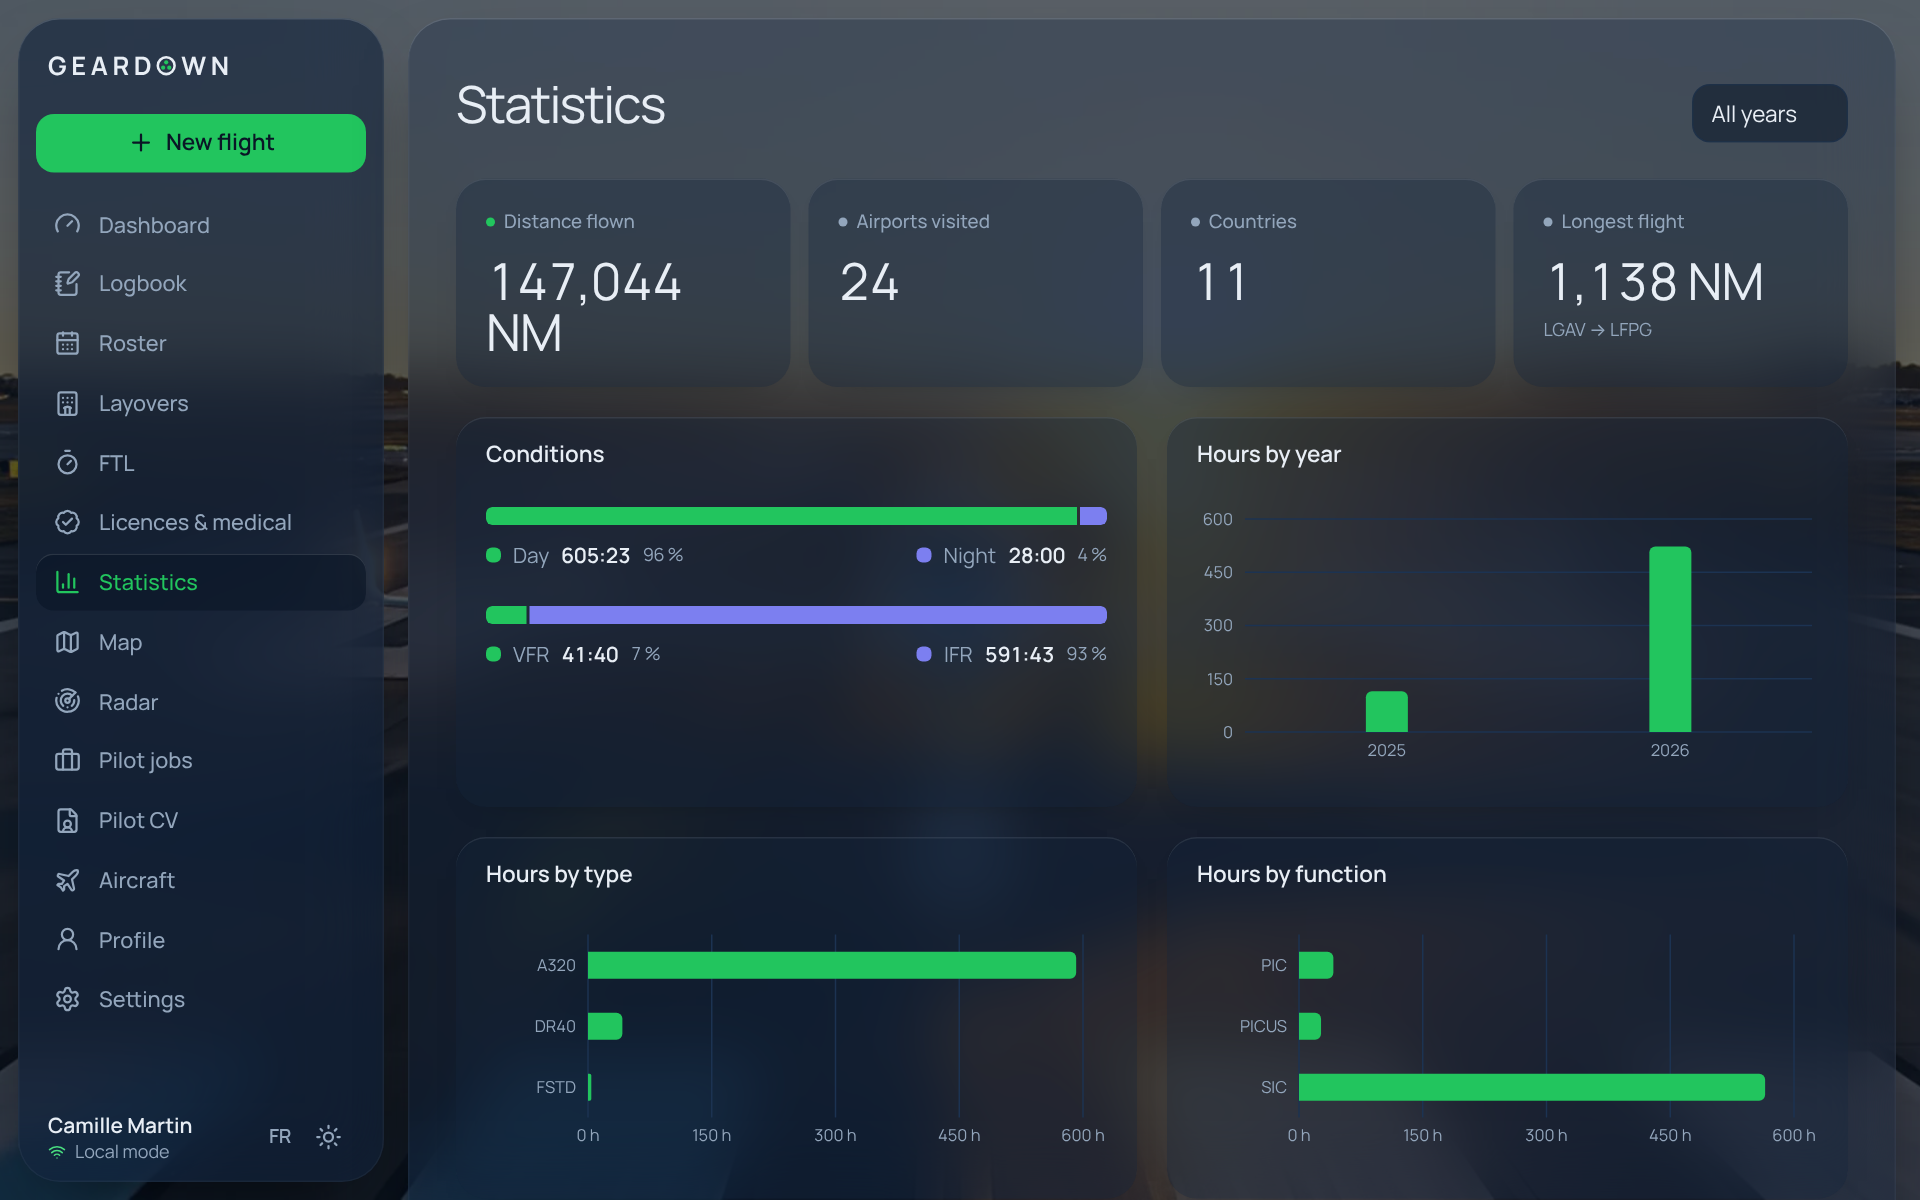 GEARDOWN
New flight
Dashboard
Logbook
Roster
Layovers
FTL
Licences & medical
Statistics
Map
Radar
Pilot jobs
Pilot CV
Aircraft
Profile
Settings
Camille Martin
Local mode
FR
Statistics
All years
Distance flown
147,044
NM
Airports visited
24
Countries
11
Longest flight
1,138 NM
LGAV → LFPG
Conditions
Day 605:23 96 %
Night 28:00 4 %
VFR 41:40 7 %
IFR 591:43 93 %
Hours by year
600
450
300
150
0
2025 2026
Hours by type
A320
DR40
FSTD
0 h 150 h 300 h 450 h 600 h
Hours by function
PIC
PICUS
SIC
0 h 150 h 300 h 450 h 600 h